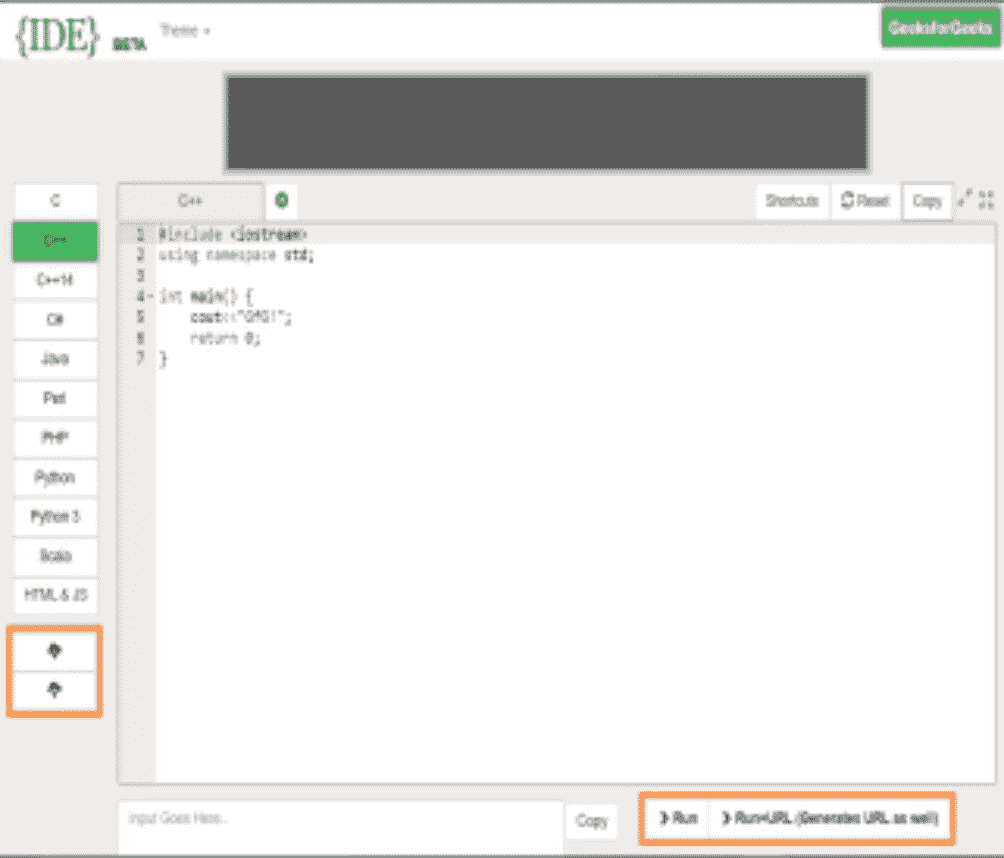 {IDE} BETA Theme
GeeksforGeeks
C
C++
C++14
C#
Java
Perl
PHP
Python
Python 3
Scala
HTML & JS
C++
Shortcuts Reset Copy
1 #include <iostream>
2 using namespace std;
3
4 int main() {
5 cout<<"GfG!";
6 return 0;
7 }
Input Goes Here..
Copy
Run
Run+URL (Generates URL as well)